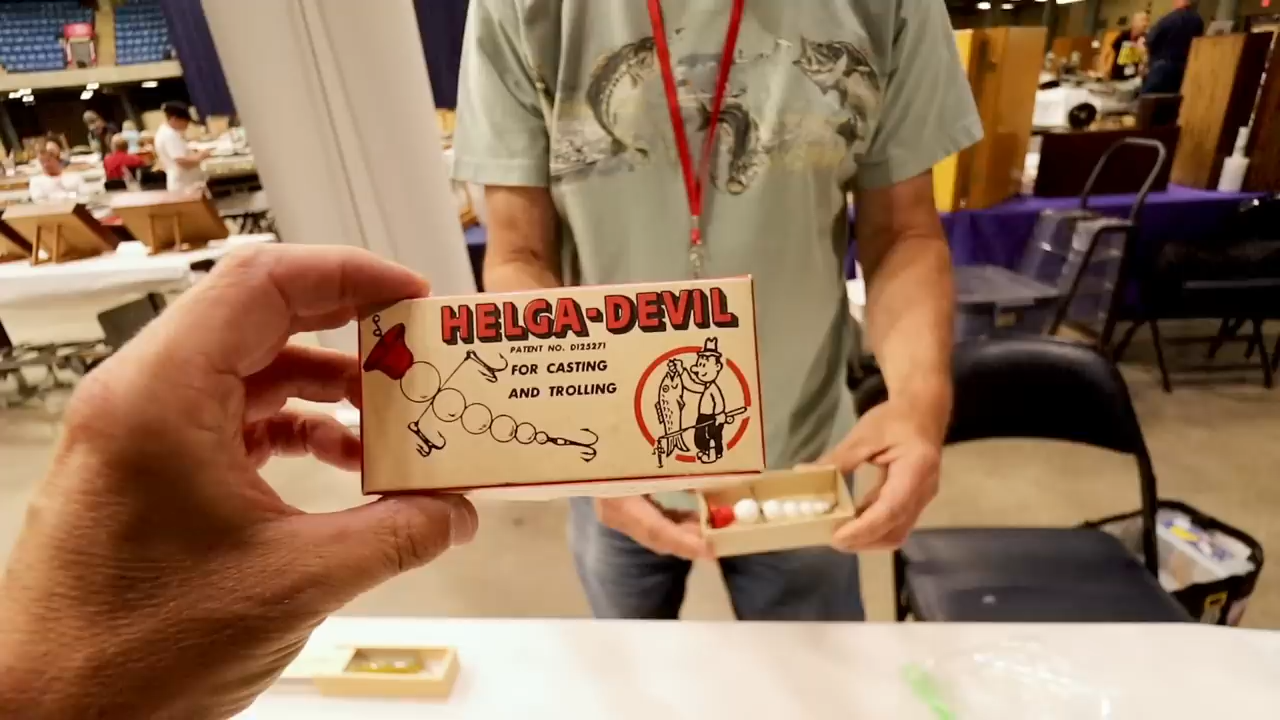 HELGA-DEVIL
PATENT NO. D125271
FOR CASTING
AND TROLLING